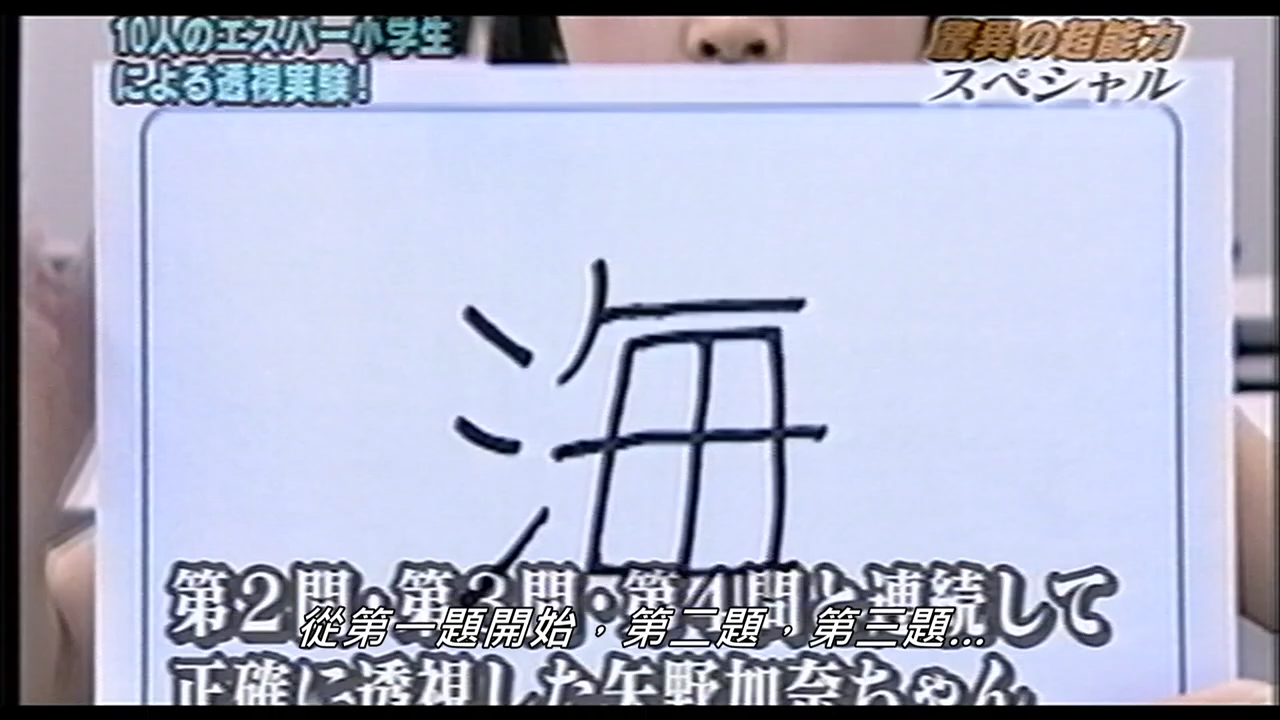 10人のエスパー小学生
による透視実験！
驚異の超能力
スペシャル
海
第2問・第3問・第4問と連続して
從第一題開始，第二題，第三題...
正確に透視した矢野加奈ちゃん